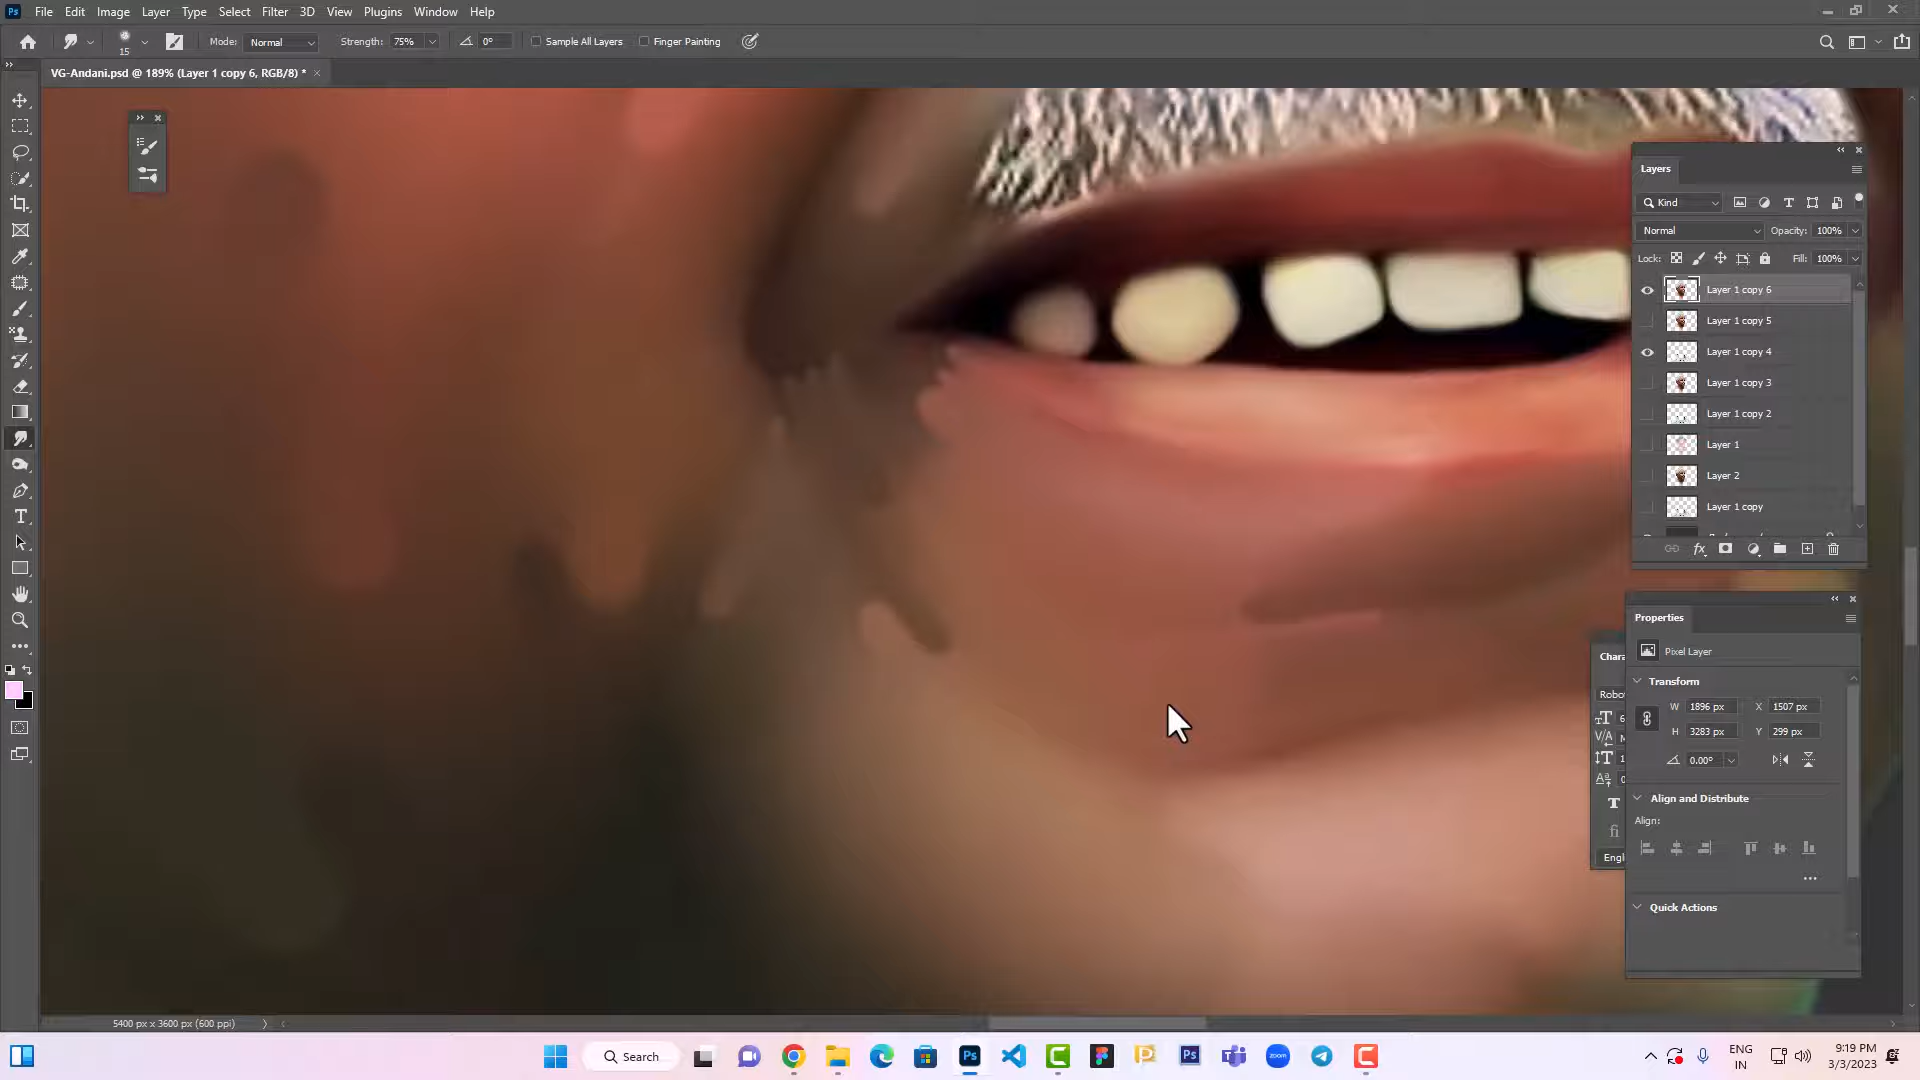 File Edit Image Layer Type Select Filter 3D View Plugins Window Help
15 Mode: Normal Strength: 75% 0° Sample All Layers Finger Painting
VG-Andani.psd @ 189% (Layer 1 copy 6, RGB/8) *
Layers
Kind
Normal Opacity: 100%
Lock: Fill: 100%
Layer 1 copy 6
Layer 1 copy 5
Layer 1 copy 4
Layer 1 copy 3
Layer 1 copy 2
Layer 1
Layer 2
Layer 1 copy
Properties
Chara
Pixel Layer
Transform
Robo
W 1896 px X 1507 px
H 3283 px Y 299 px
0.00°
Align and Distribute
Align:
Engli
Quick Actions
5400 px x 3600 px (600 ppi)
Search
ENG
IN
9:19 PM
3/3/2023